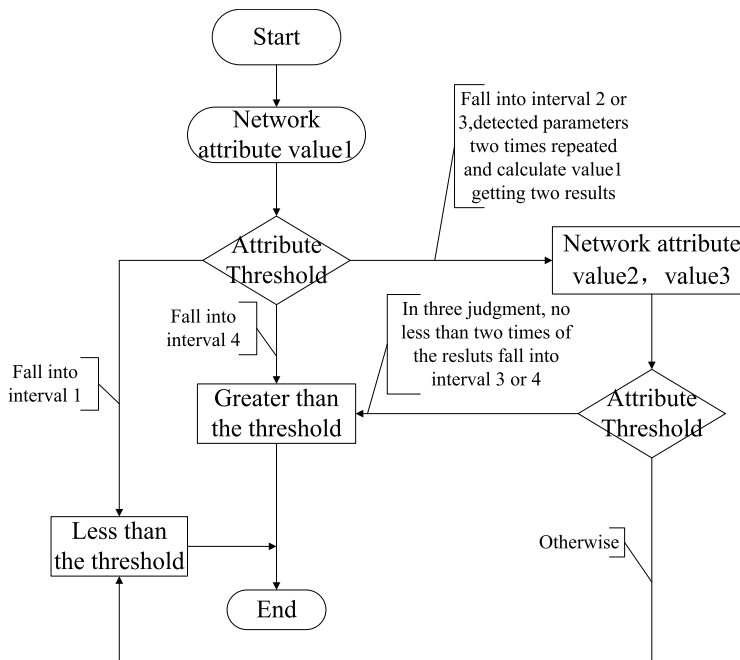 Start
Network
attribute value1
Fall into interval 2 or
3,detected parameters
two times repeated
and calculate value1
getting two results
Attribute
Threshold
Network attribute
value2，value3
Fall into
interval 4
In three judgment, no
less than two times of
the resluts fall into
interval 3 or 4
Fall into
interval 1
Greater than
the threshold
Attribute
Threshold
Less than
the threshold
Otherwise
End